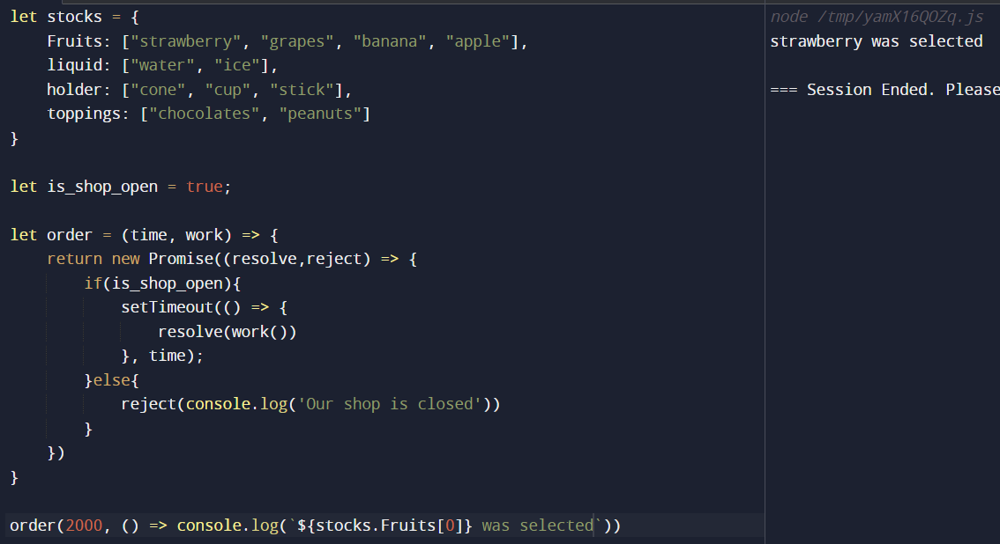 let stocks = {
    Fruits: ["strawberry", "grapes", "banana", "apple"],
    liquid: ["water", "ice"],
    holder: ["cone", "cup", "stick"],
    toppings: ["chocolates", "peanuts"]
}

let is_shop_open = true;

let order = (time, work) => {
    return new Promise((resolve,reject) => {
        if(is_shop_open){
            setTimeout(() => {
                resolve(work())
            }, time);
        }else{
            reject(console.log('Our shop is closed'))
        }
    })
}

order(2000, () => console.log(`${stocks.Fruits[0]} was selected`))

node /tmp/yamX16QOZq.js
strawberry was selected

=== Session Ended. Please